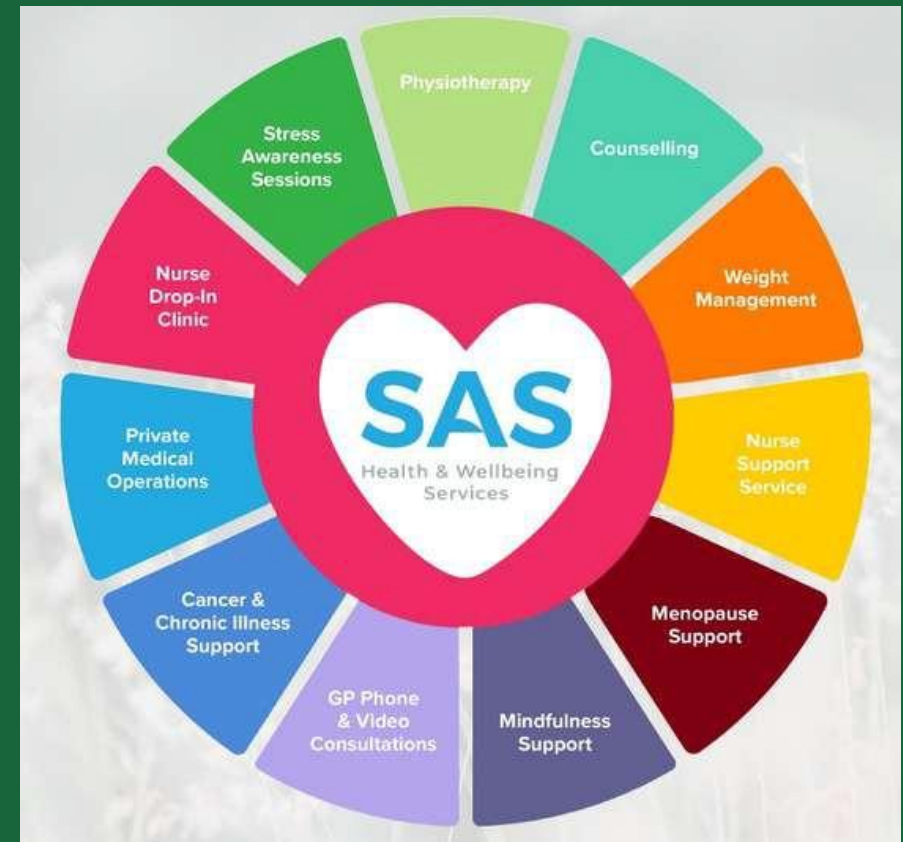 Physiotherapy
Counselling
Weight
Management
Nurse
Support
Service
Menopause
Support
Mindfulness
Support
GP Phone
& Video
Consultations
Cancer &
Chronic Illness
Support
Private
Medical
Operations
Nurse
Drop-In
Clinic
Stress
Awareness
Sessions
SAS
Health & Wellbeing
Services